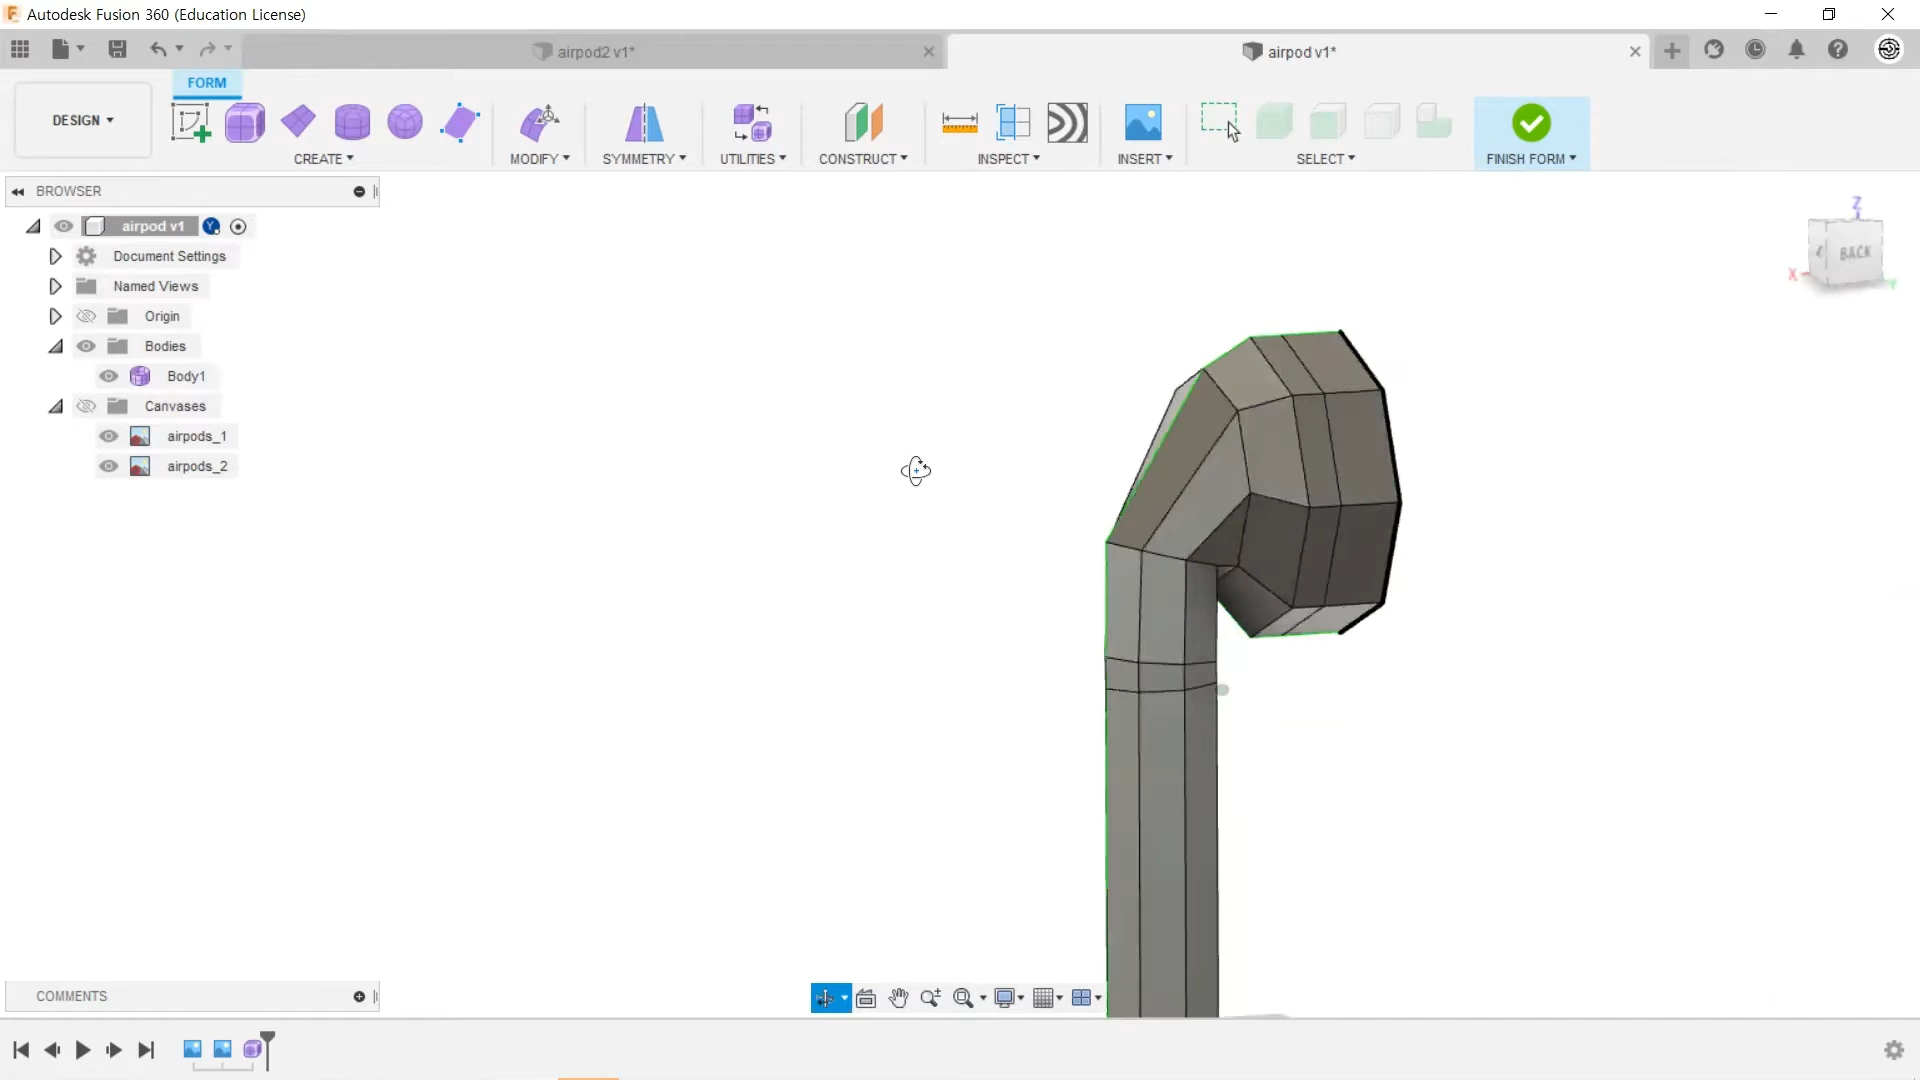 Autodesk Fusion 360 (Education License)
airpod2 v1*
airpod v1*
FORM
DESIGN
CREATE
MODIFY
SYMMETRY
UTILITIES
CONSTRUCT
INSPECT
INSERT
SELECT
FINISH FORM
BROWSER
airpod v1
Document Settings
Named Views
Origin
Bodies
Body1
Canvases
airpods_1
airpods_2
Z
BACK
X
Y
COMMENTS